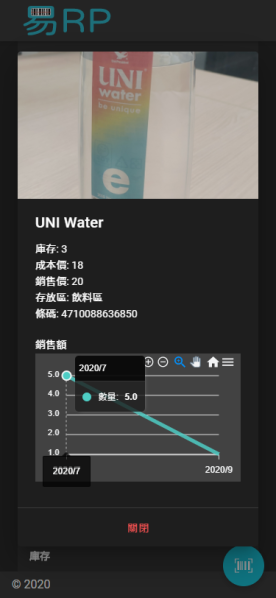 易RP
UNI
water
be unique
e
UNI Water
庫存: 3
成本價: 18
銷售價: 20
存放區: 飲料區
條碼: 4710088636850
銷售額
2020/7
數量: 5.0
5.0
4.0
3.0
2.0
1.0
2020/7
2020/9
關閉
庫存
© 2020